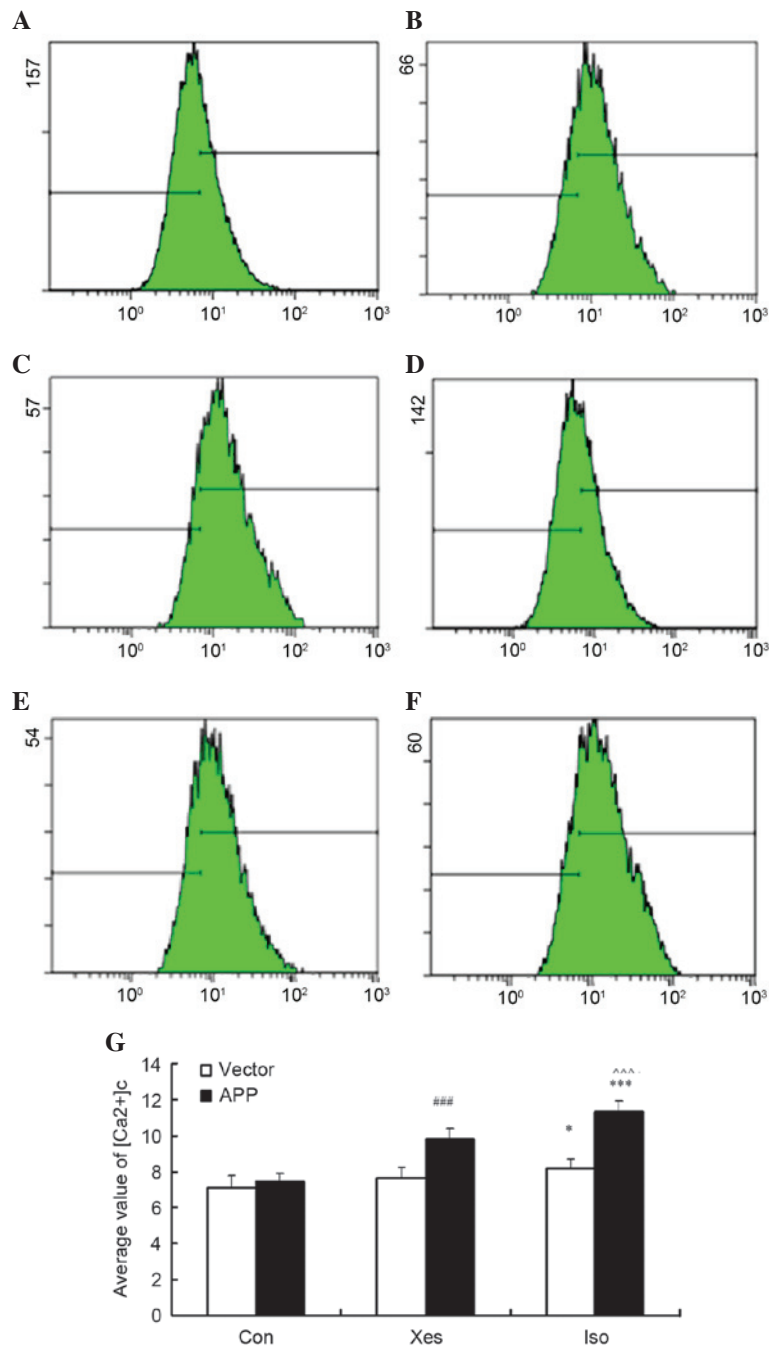 A
B
157
66
10⁰ 10¹ 10² 10³
10⁰ 10¹ 10² 10³
C
D
57
142
10⁰ 10¹ 10² 10³
10⁰ 10¹ 10² 10³
E
F
54
60
10⁰ 10¹ 10² 10³
10⁰ 10¹ 10² 10³
G
Average value of [Ca2+]c
14
12
10
8
6
4
2
0
Vector
APP
###
*
^^^
***
Con Xes Iso